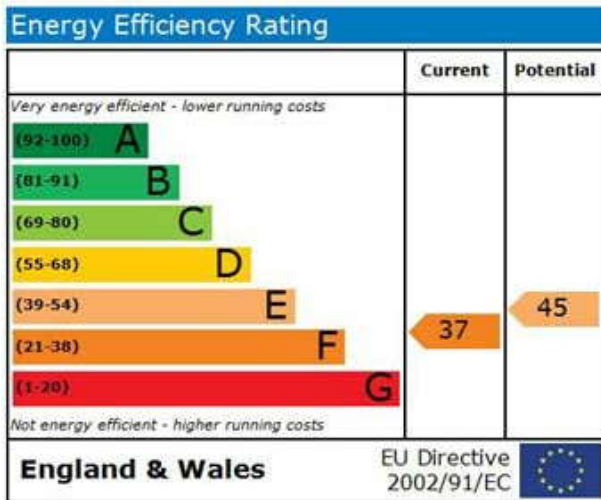 Energy Efficiency Rating
Current Potential
Very energy efficient - lower running costs
(92-100) A
(81-91) B
(69-80) C
(55-68) D
(39-54) E
45
37
(21-38) F
(1-20) G
Not energy efficient - higher running costs
England & Wales
EU Directive
2002/91/EC